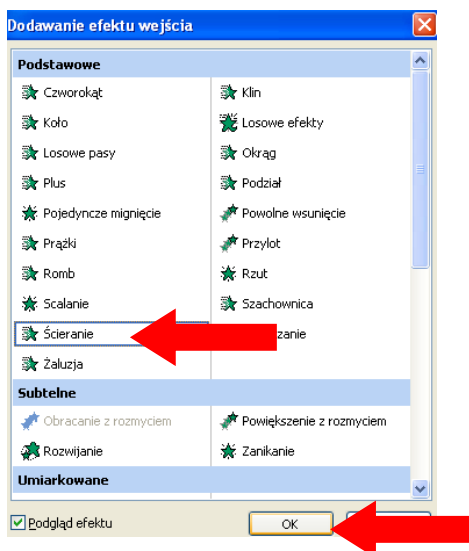 Dodawanie efektu wejścia
Podstawowe
Czworokąt Klin
Koło Losowe efekty
Losowe pasy Okrąg
Plus Podział
Pojedyncze mignięcie Powolne wsunięcie
Prążki Przylot
Romb Rzut
Scalanie Szachownica
Ścieranie
Żaluzja
Subtelne
Obracanie z rozmyciem Powiększenie z rozmyciem
Rozwijanie Zanikanie
Umiarkowane
Podgląd efektu OK